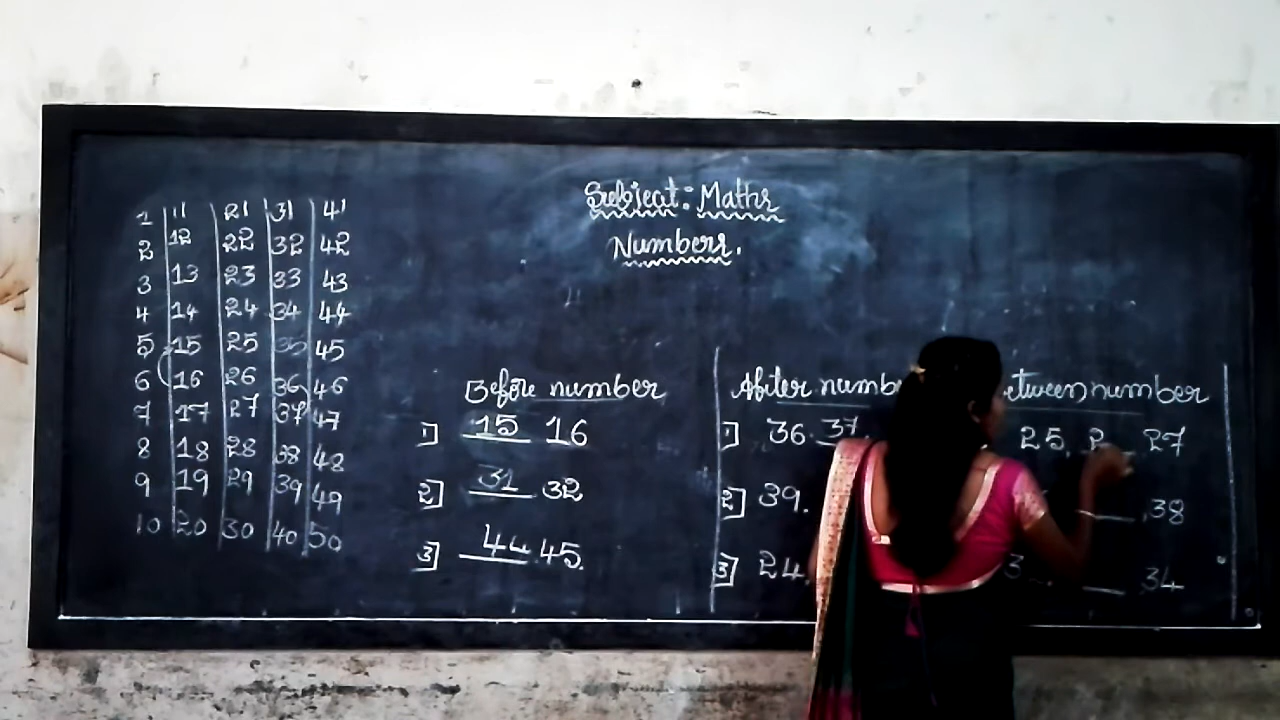 Subject: Maths
Numbers.
1 11 21 31 41
2 12 22 32 42
3 13 23 33 43
4 14 24 34 44
5 15 25 35 45
6 16 26 36 46
7 17 27 37 47
8 18 28 38 48
9 19 29 39 49
10 20 30 40 50
Before number
1] 15 16
2] 31 32
3] 44 45.
After numb
1] 36. 37
2] 39.
3] 24.
etween number
25, 2 27
38
3 34